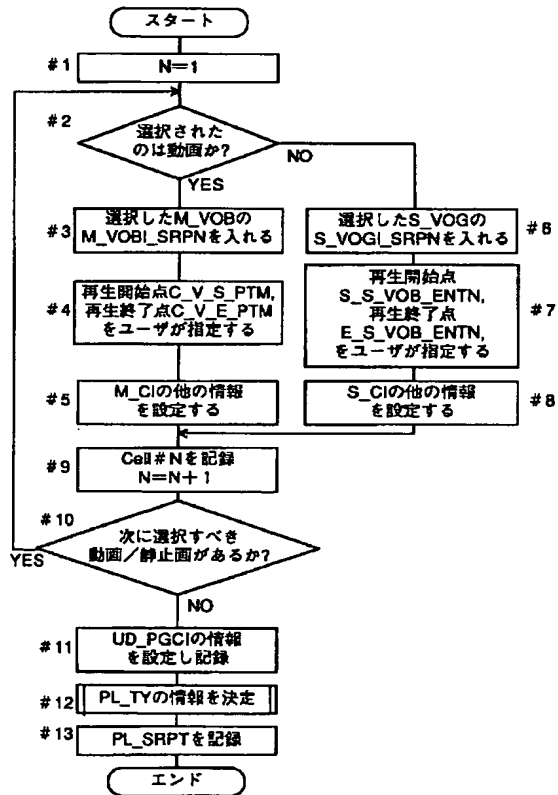 スタート
#1
N=1
#2
選択された
のは動画か?
NO
YES
#3
選択したM_VOBの
M_VOBI_SRPNを入れる
選択したS_VOGの
S_VOGI_SRPNを入れる
#6
#4
再生開始点C_V_S_PTM,
再生終了点C_V_E_PTM
をユーザが指定する
再生開始点
S_S_VOB_ENTN,
再生終了点
E_S_VOB_ENTN,
をユーザが指定する
#7
#5
M_CIの他の情報
を設定する
S_CIの他の情報
を設定する
#8
#9
Cell#Nを記録
N=N+1
#10
次に選択すべき
動画/静止画があるか?
YES
NO
#11
UD_PGCIの情報
を設定し記録
#12
PL_TYの情報を決定
#13
PL_SRPTを記録
エンド